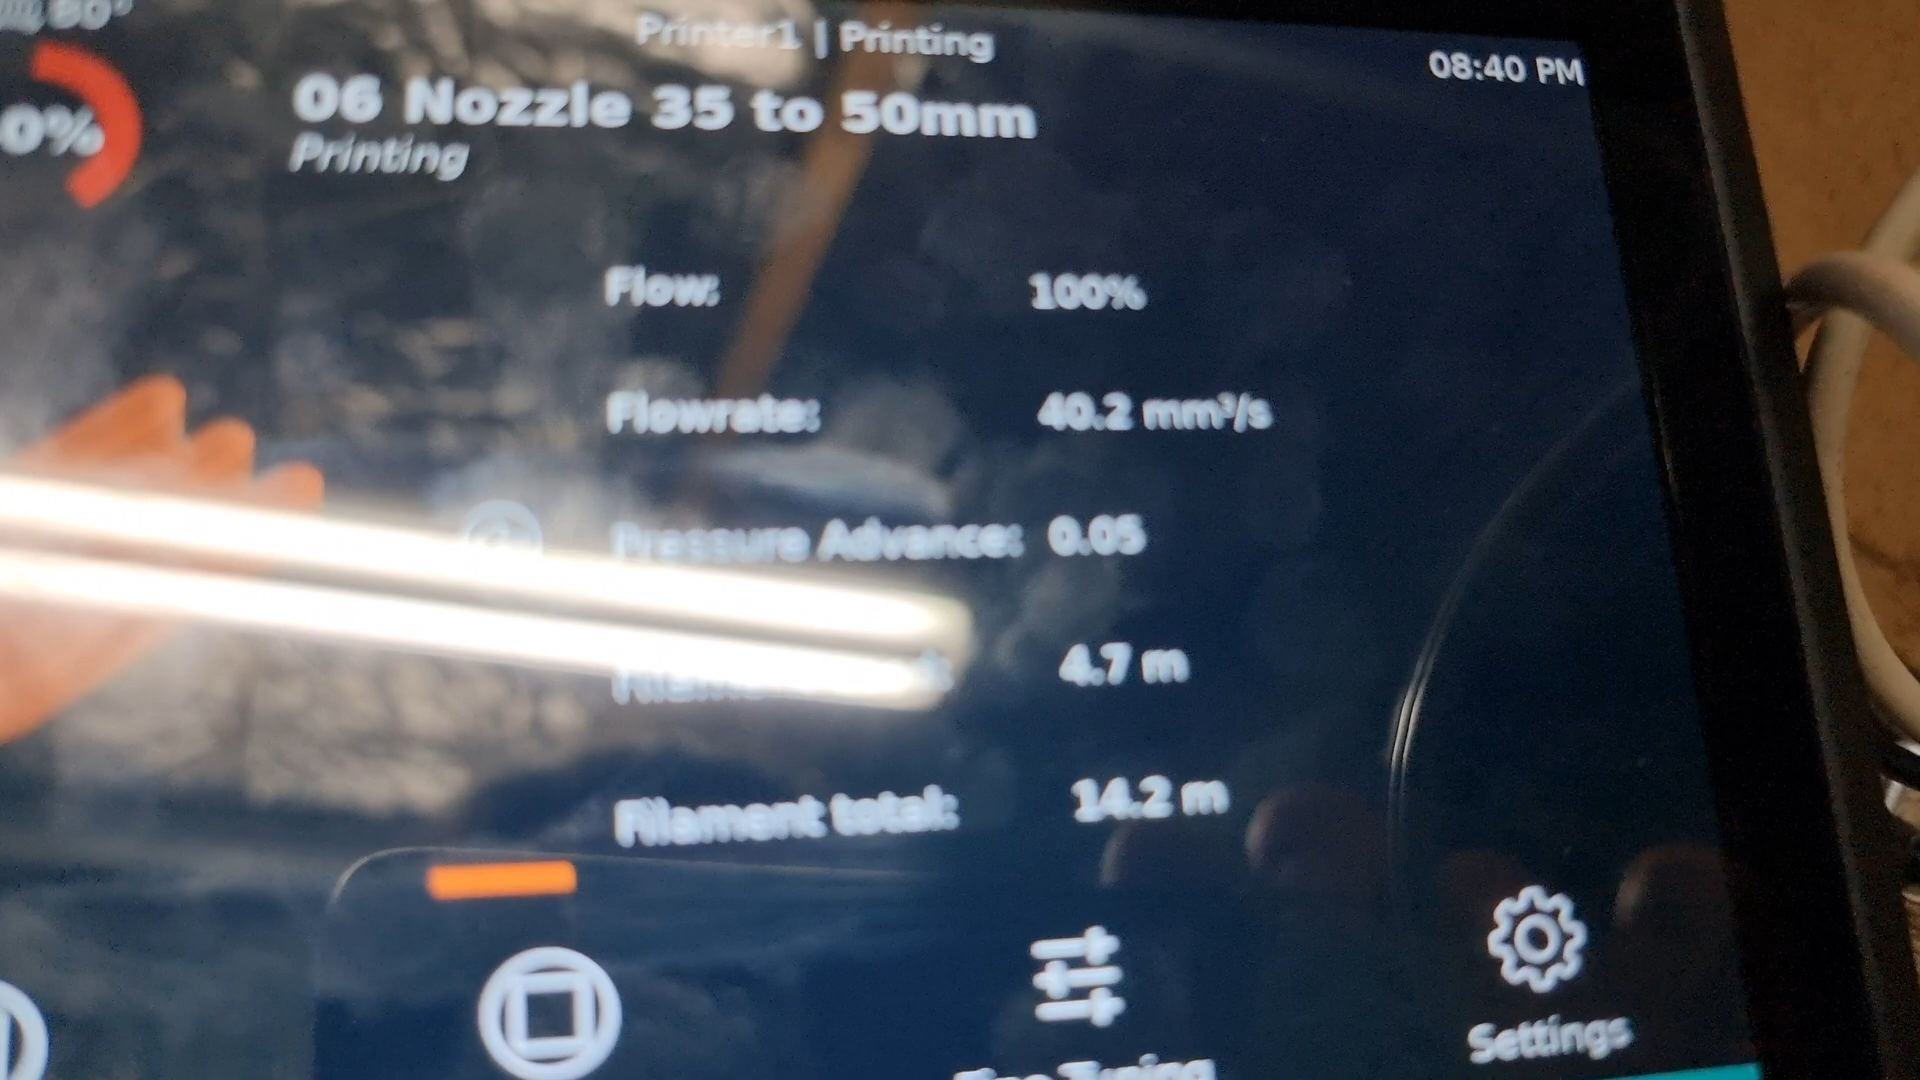 80°
Printer1 | Printing
08:40 PM
0%
06 Nozzle 35 to 50mm
Printing
Flow: 100%
Flowrate: 40.2 mm³/s
Pressure Advance: 0.05
4.7 m
Filament total: 14.2 m
Settings